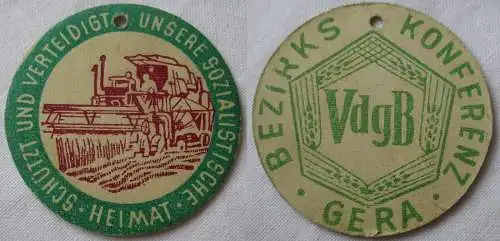 SCHÜTZT UND VERTEIDIGT UNSERE SOZIALISTISCHE
· HEIMAT ·
BEZIRKS KONFERENZ
VdgB
· GERA ·